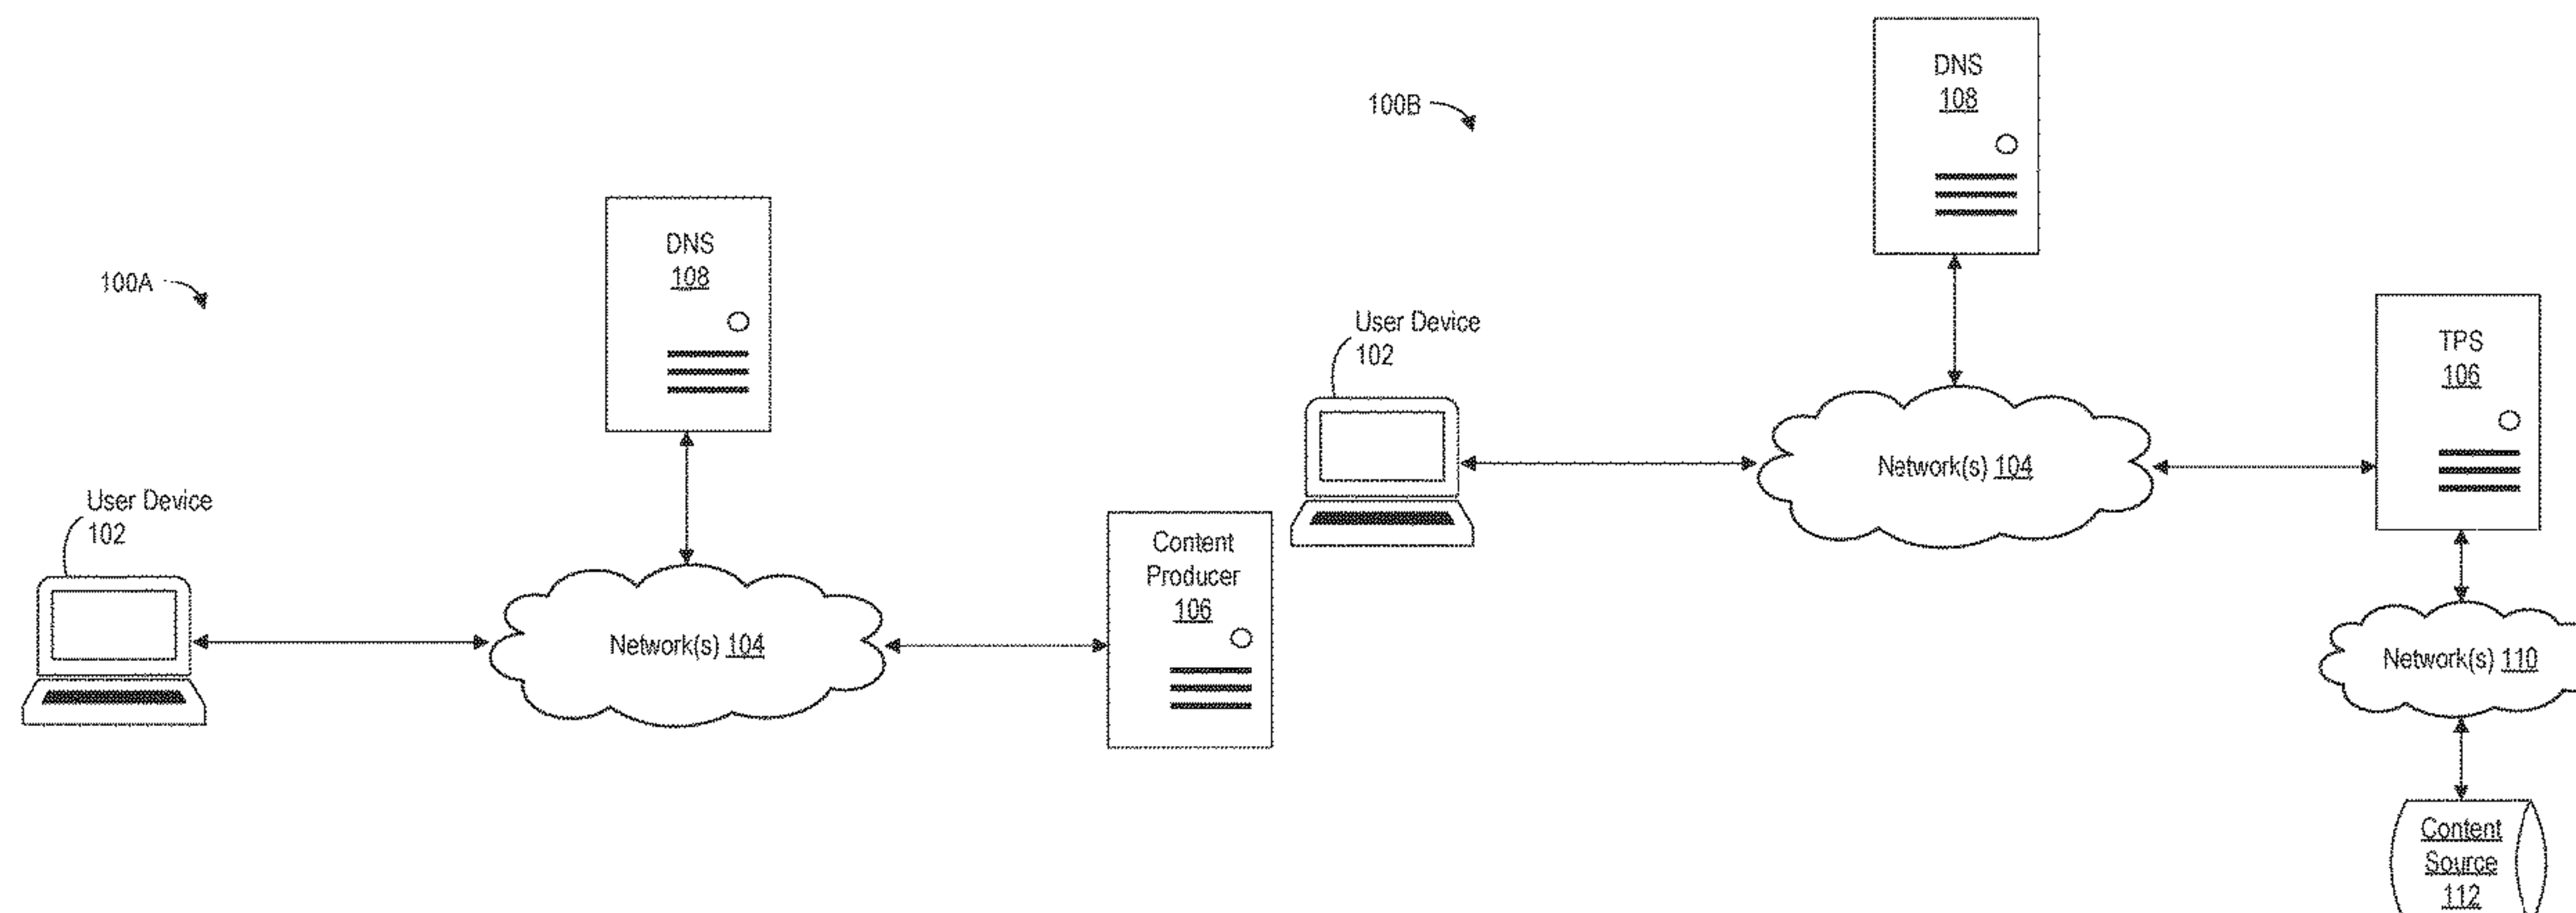 100A
DNS
108
User Device
102
Network(s) 104
Content
Producer
106
100B
DNS
108
User Device
102
Network(s) 104
TPS
106
Network(s) 110
Content
Source
112